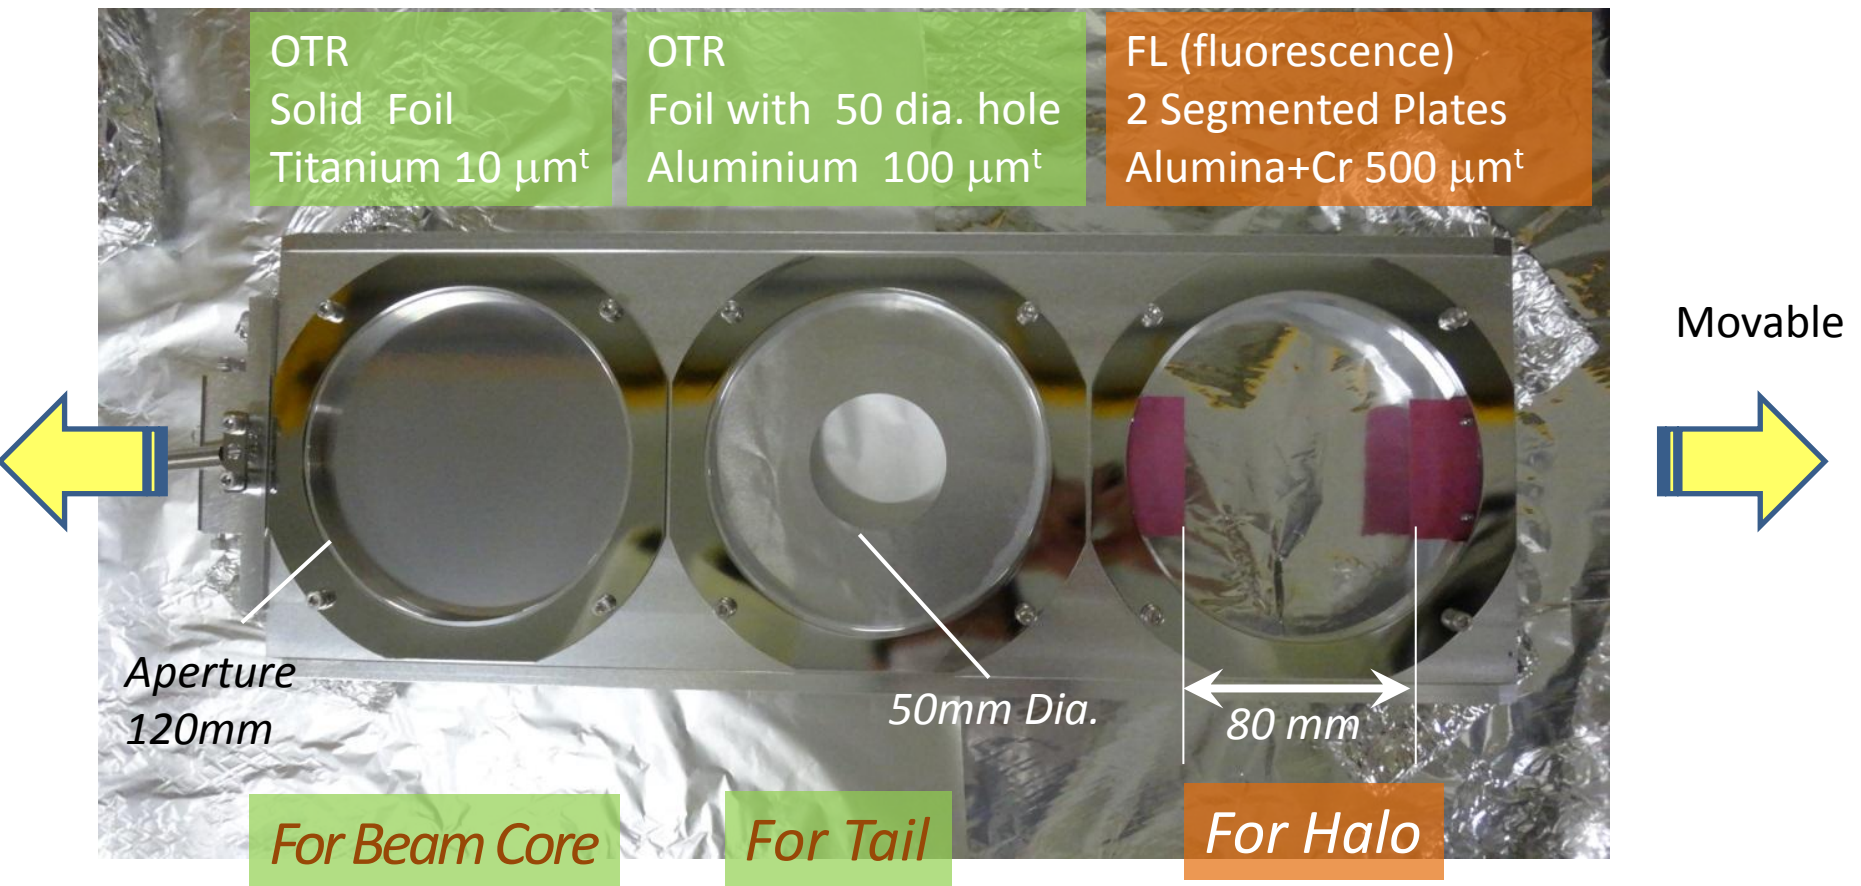 OTR
Solid Foil
Titanium 10 μmᵗ
OTR
Foil with 50 dia. hole
Aluminium 100 μmᵗ
FL (fluorescence)
2 Segmented Plates
Alumina+Cr 500 μmᵗ
Movable
Aperture
120mm
50mm Dia.
80 mm
For Beam Core
For Tail
For Halo